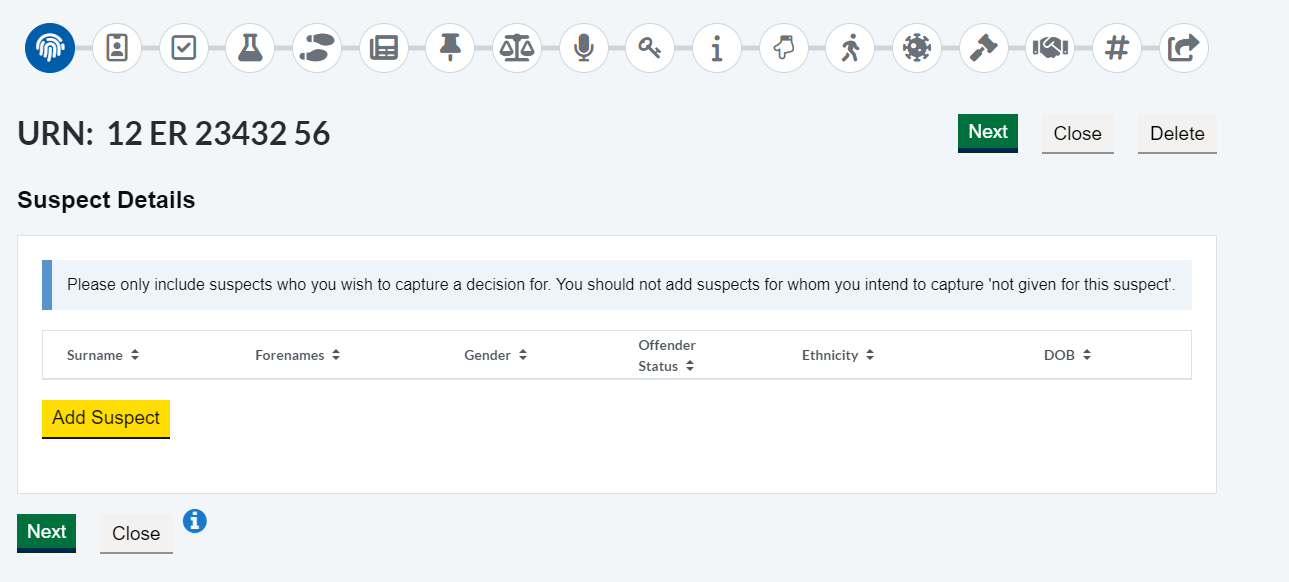 URN: 12 ER 23432 56
Next
Close
Delete
Suspect Details
Please only include suspects who you wish to capture a decision for. You should not add suspects for whom you intend to capture 'not given for this suspect'.
Surname
Forenames
Gender
Offender
Status
Ethnicity
DOB
Add Suspect
Next
Close